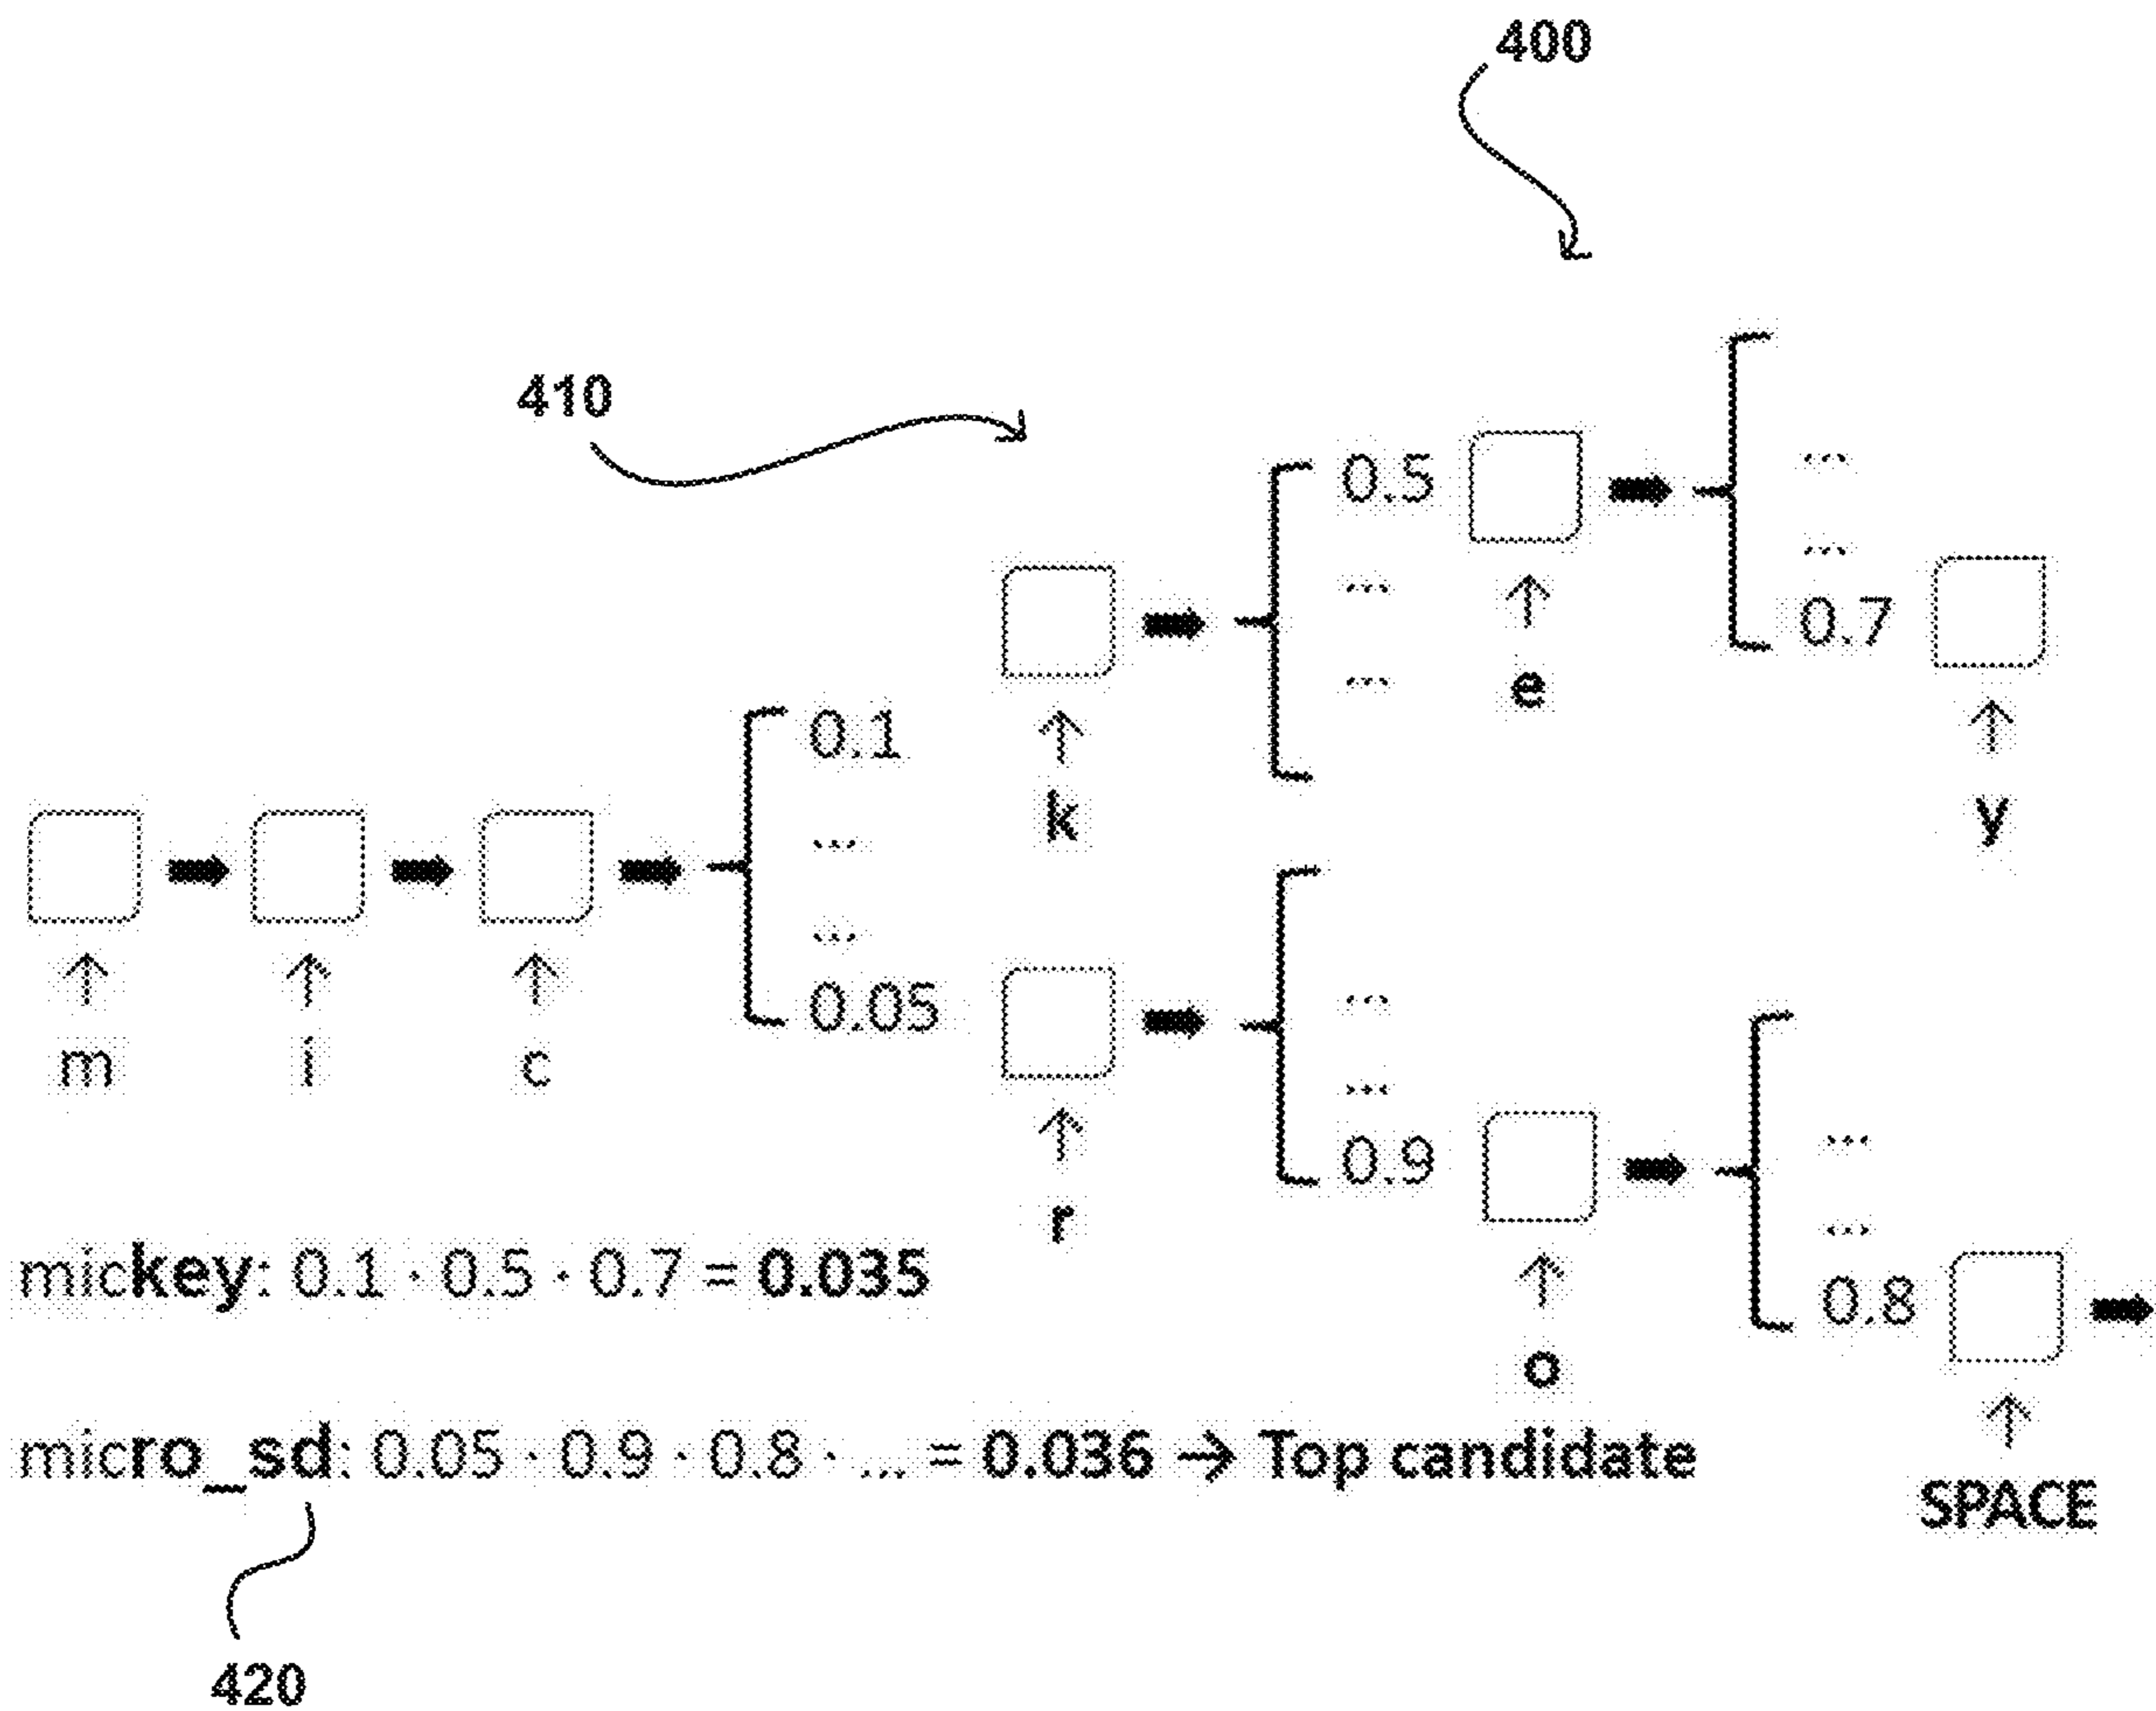 400
410
0.5
...
...
e
...
...
0.7
y
0.1
...
...
0.05
k
m
i
c
r
...
...
0.9
o
...
...
0.8
SPACE
mickey: 0.1 · 0.5 · 0.7 = 0.035
micro_sd: 0.05 · 0.9 · 0.8 · ... = 0.036 → Top candidate
420